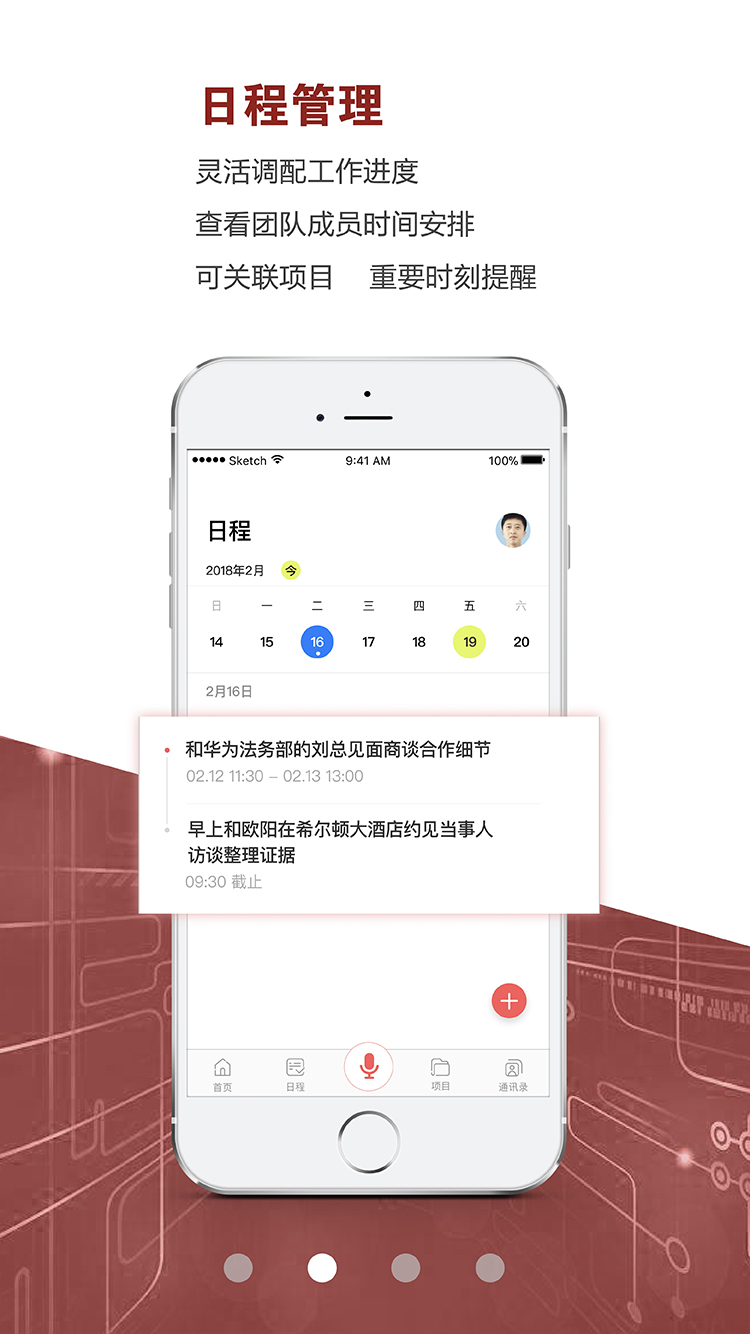 日程管理
灵活调配工作进度
查看团队成员时间安排
可关联项目 重要时刻提醒
Sketch 9:41 AM 100%
日程
2018年2月 今
日 一 二 三 四 五 六
14 15 16 17 18 19 20
2月16日
和华为法务部的刘总见面商谈合作细节
02.12 11:30 – 02.13 13:00
早上和欧阳在希尔顿大酒店约见当事人
访谈整理证据
09:30 截止
首页 日程 项目 通讯录